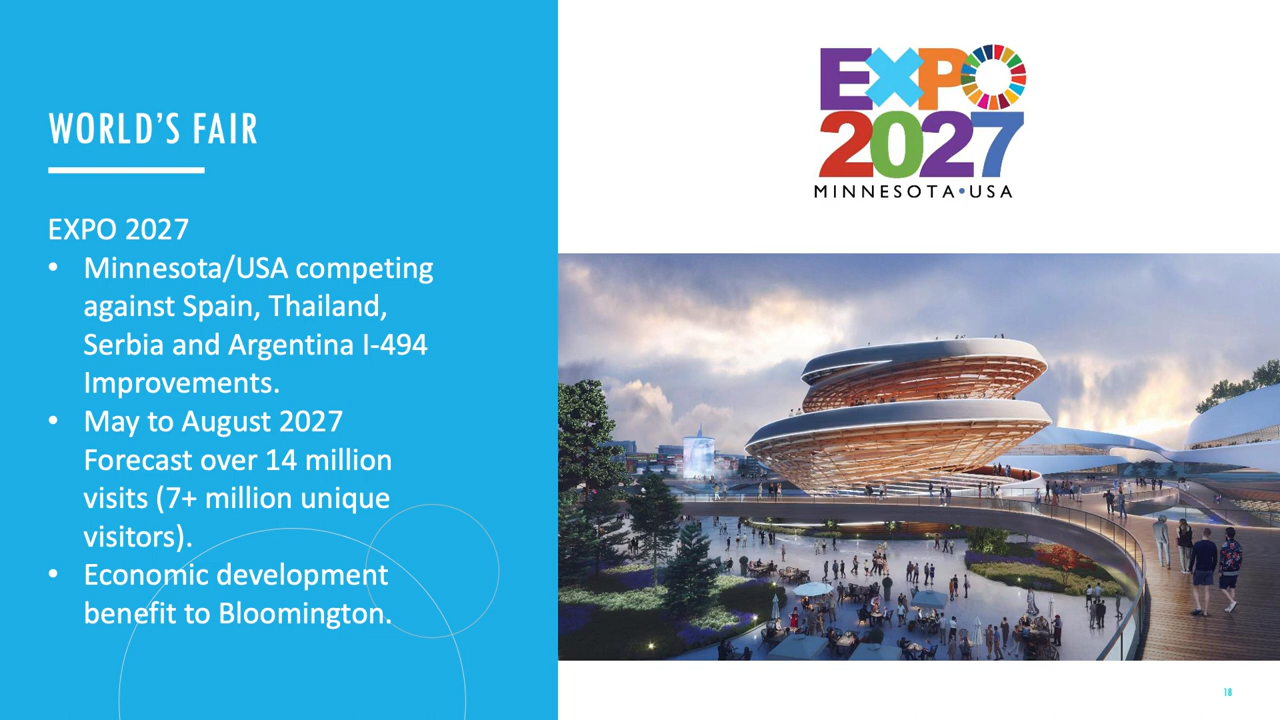 WORLD'S FAIR
EXPO 2027
• Minnesota/USA competing
against Spain, Thailand,
Serbia and Argentina I-494
Improvements.
• May to August 2027
Forecast over 14 million
visits (7+ million unique
visitors).
• Economic development
benefit to Bloomington.
EXPO
2027
MINNESOTA•USA
18